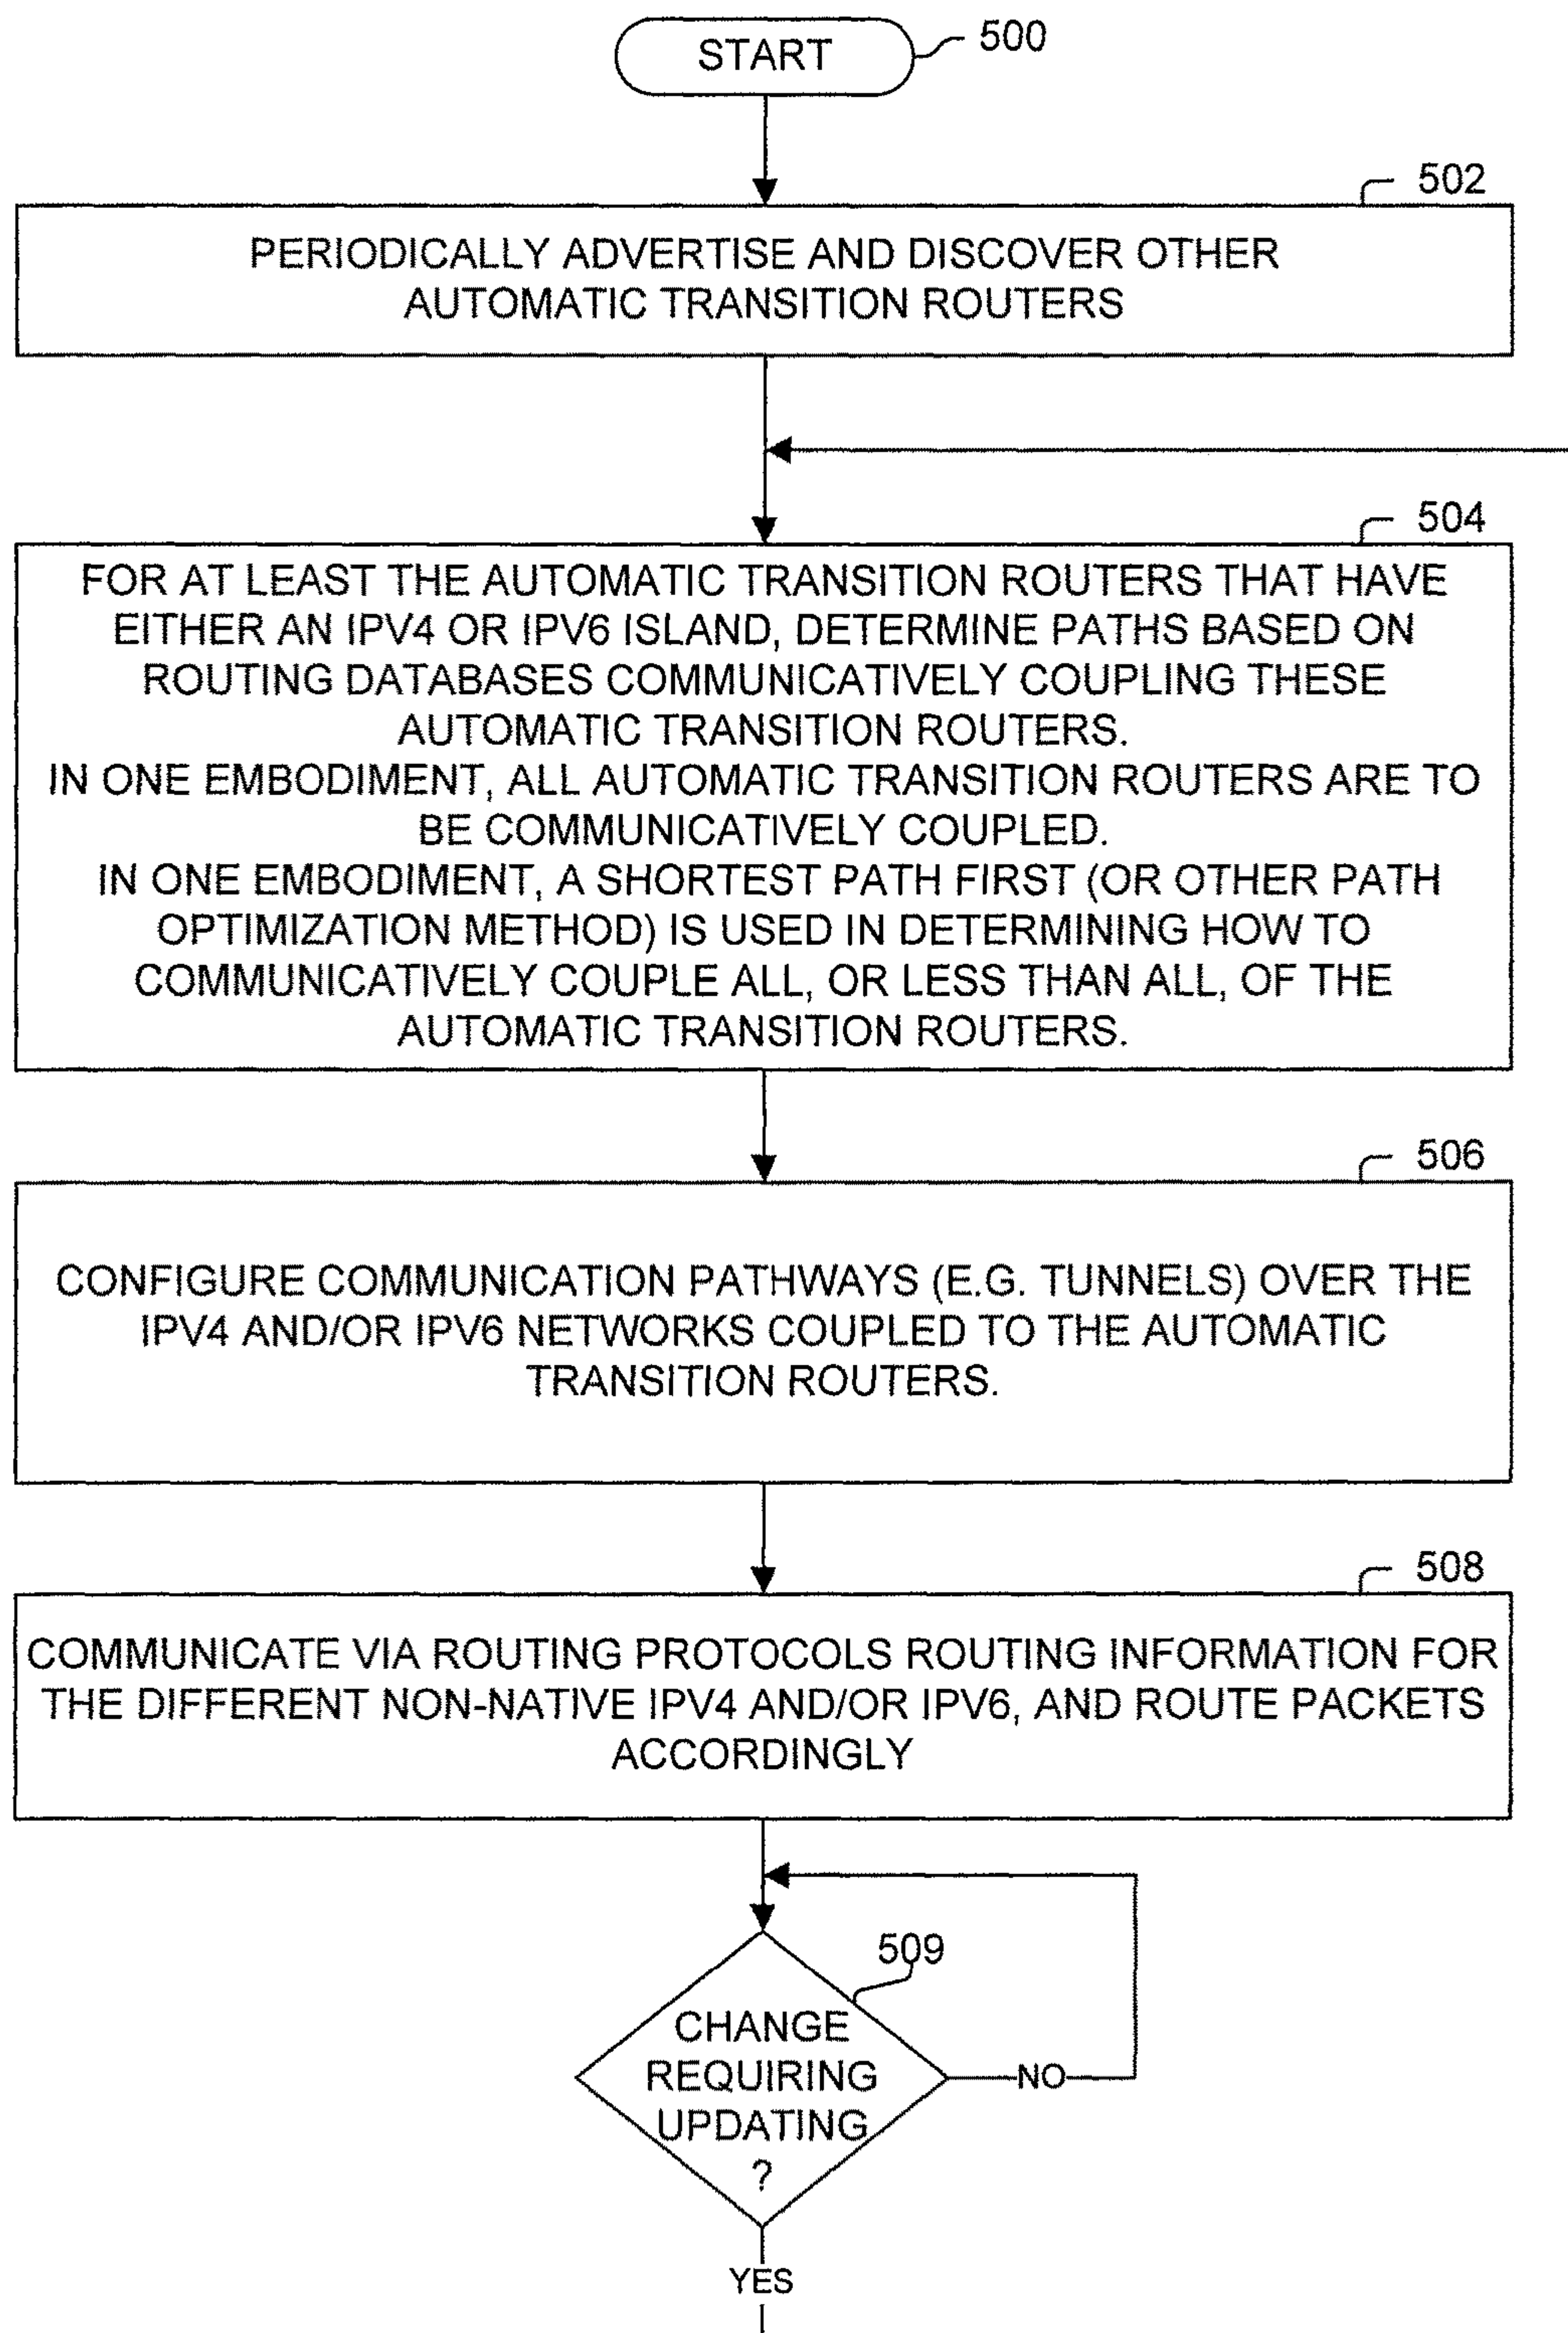 START
500
502
PERIODICALLY ADVERTISE AND DISCOVER OTHER
AUTOMATIC TRANSITION ROUTERS
504
FOR AT LEAST THE AUTOMATIC TRANSITION ROUTERS THAT HAVE
EITHER AN IPV4 OR IPV6 ISLAND, DETERMINE PATHS BASED ON
ROUTING DATABASES COMMUNICATIVELY COUPLING THESE
AUTOMATIC TRANSITION ROUTERS.
IN ONE EMBODIMENT, ALL AUTOMATIC TRANSITION ROUTERS ARE TO
BE COMMUNICATIVELY COUPLED.
IN ONE EMBODIMENT, A SHORTEST PATH FIRST (OR OTHER PATH
OPTIMIZATION METHOD) IS USED IN DETERMINING HOW TO
COMMUNICATIVELY COUPLE ALL, OR LESS THAN ALL, OF THE
AUTOMATIC TRANSITION ROUTERS.
506
CONFIGURE COMMUNICATION PATHWAYS (E.G. TUNNELS) OVER THE
IPV4 AND/OR IPV6 NETWORKS COUPLED TO THE AUTOMATIC
TRANSITION ROUTERS.
508
COMMUNICATE VIA ROUTING PROTOCOLS ROUTING INFORMATION FOR
THE DIFFERENT NON-NATIVE IPV4 AND/OR IPV6, AND ROUTE PACKETS
ACCORDINGLY
509
CHANGE
REQUIRING
UPDATING
?
NO
YES